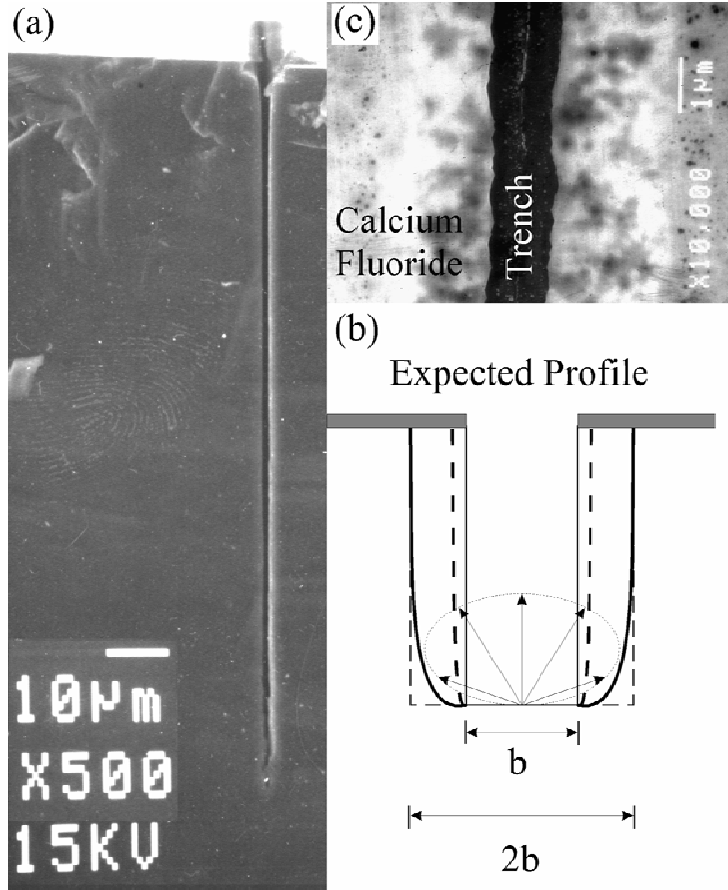 (a)
10µm
X500
15KV
(c)
Calcium
Fluoride
Trench
1µm
X10.000
(b)
Expected Profile
b
2b